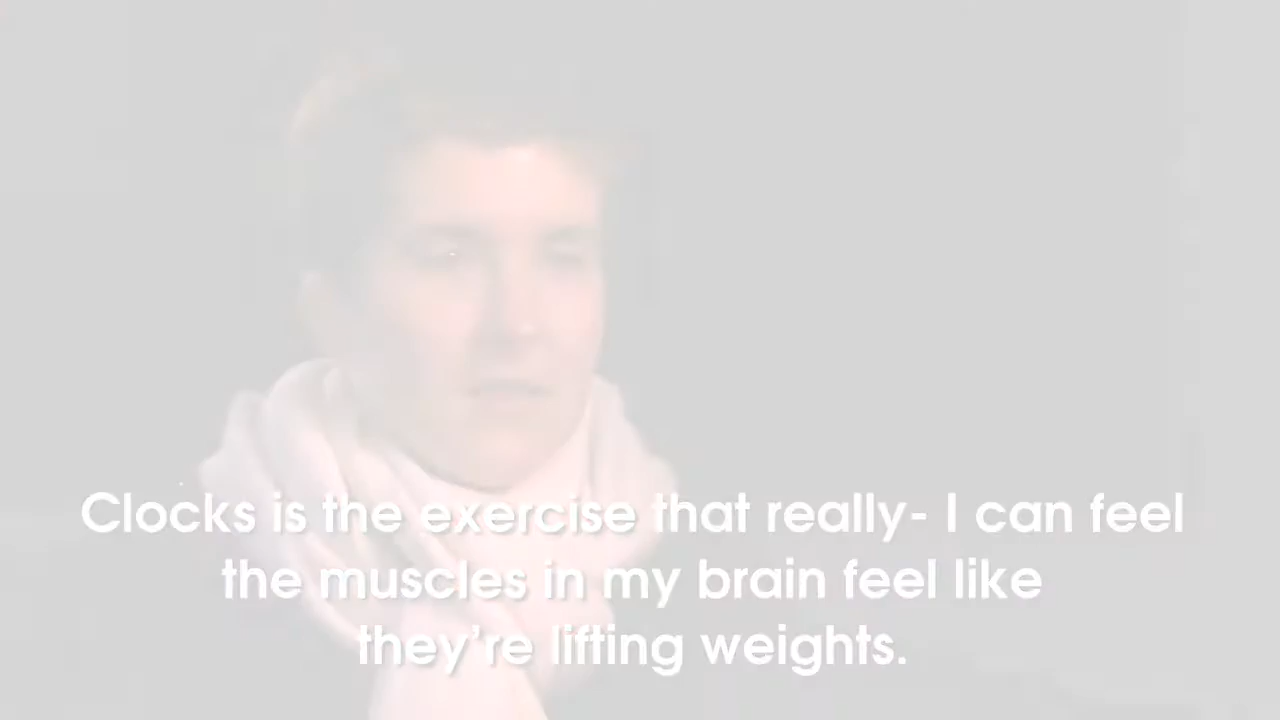 Clocks is the exercise that really- I can feel
the muscles in my brain feel like
they’re lifting weights.